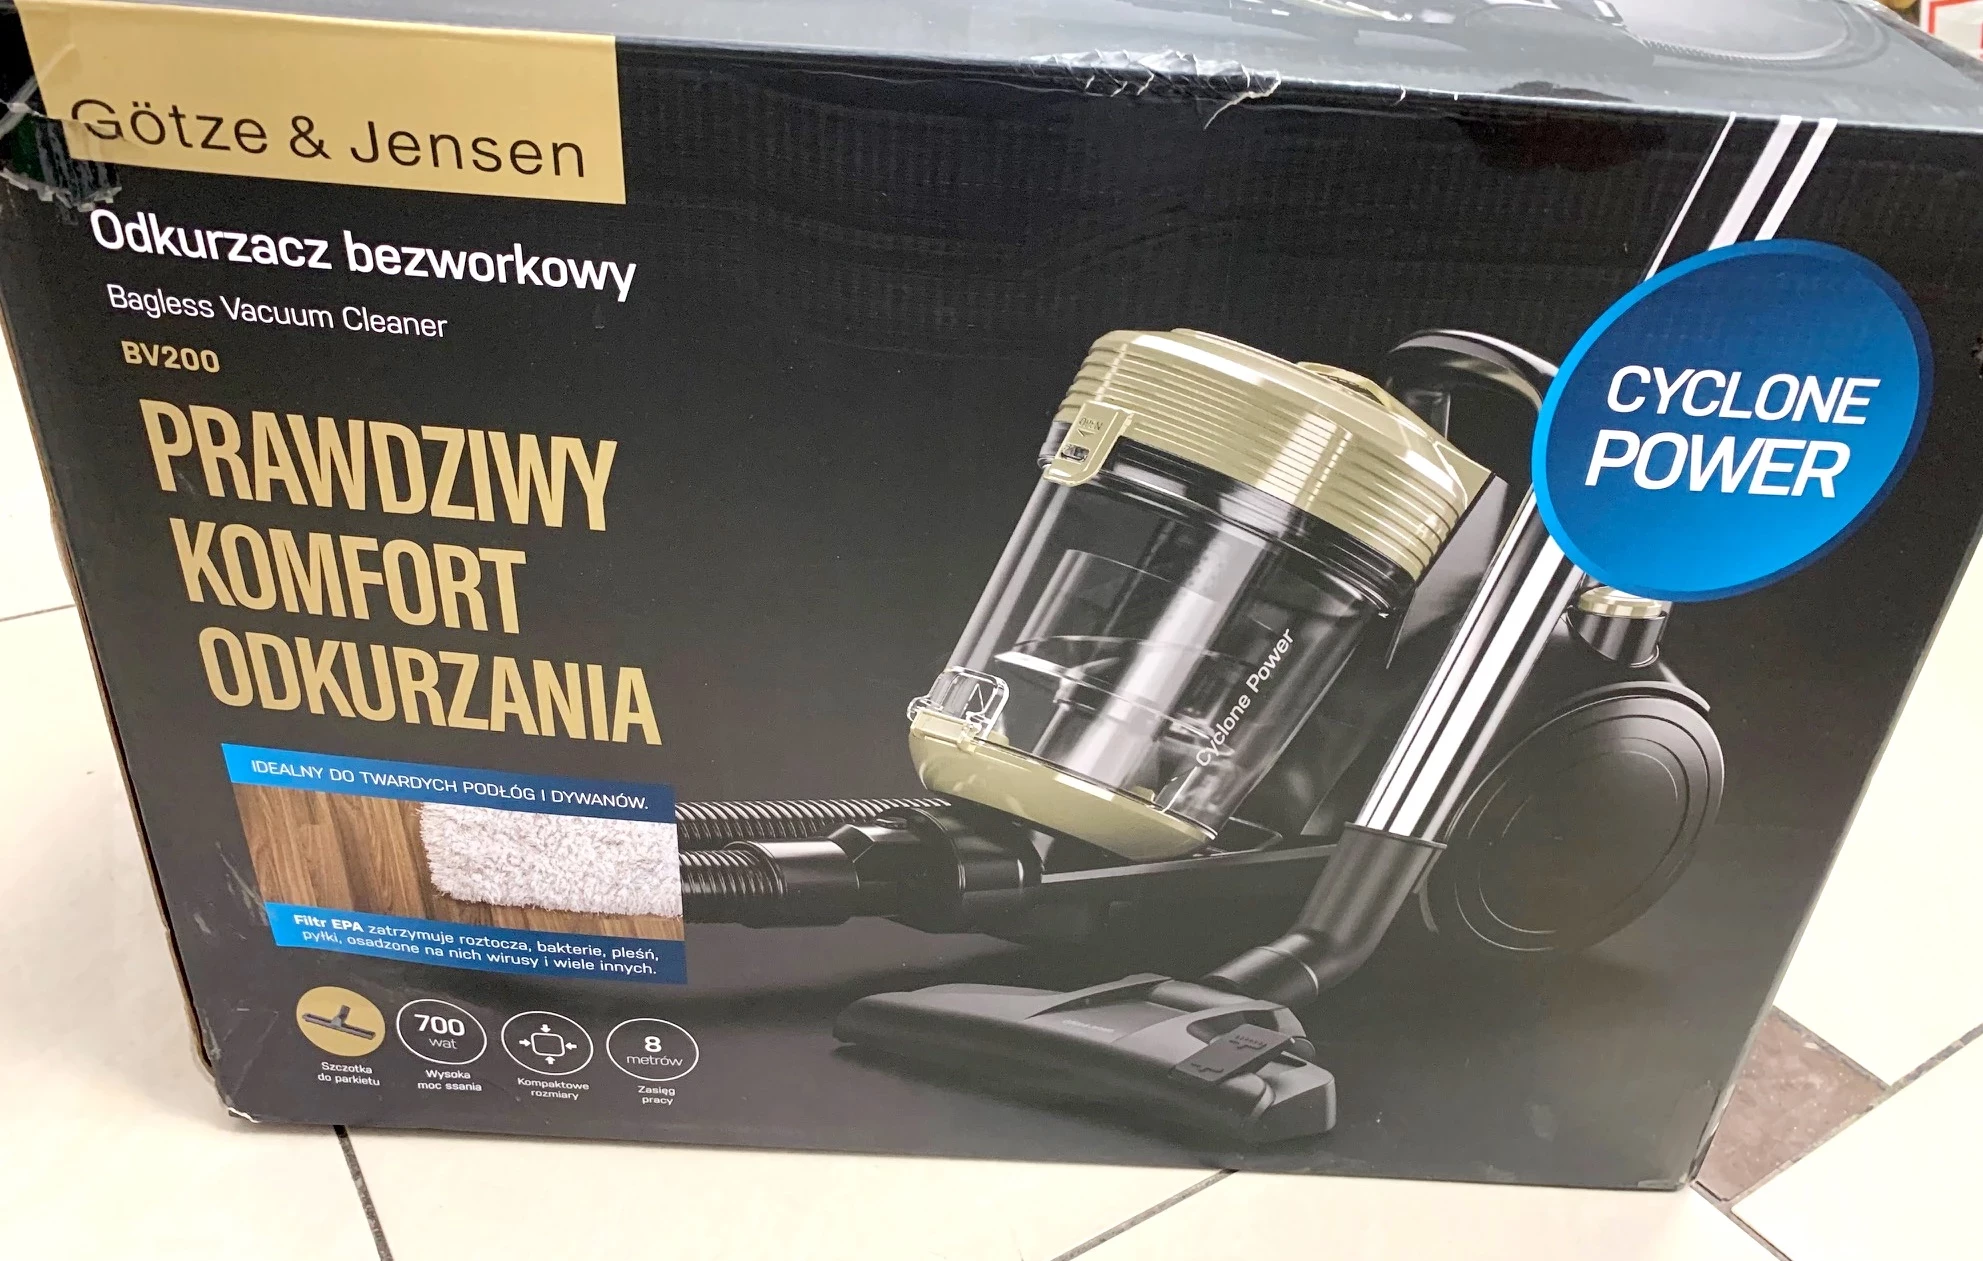 Götze & Jensen
Odkurzacz bezworkowy
Bagless Vacuum Cleaner
BV200
PRAWDZIWY
KOMFORT
ODKURZANIA
IDEALNY DO TWARDYCH PODŁÓG I DYWANÓW.
Filtr EPA zatrzymuje roztocza, bakterie, pleśń,
pyłki, osadzone na nich wirusy i wiele innych.
Szczotka
do parkietu
700
wat
Wysoka
moc ssania
Kompaktowe
rozmiary
8
metrów
Zasięg
pracy
CYCLONE
POWER
OPEN
Cyclone Power